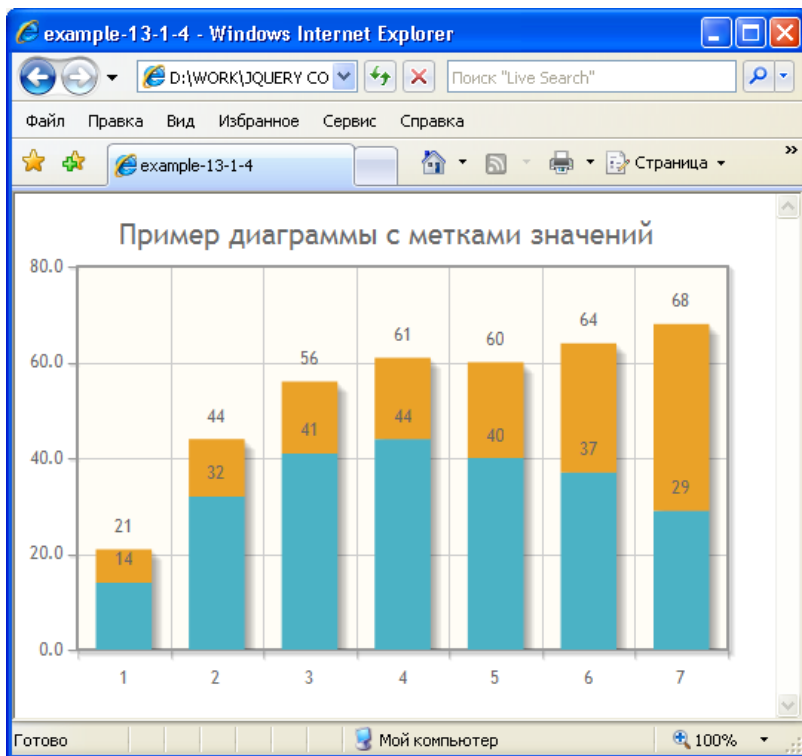 example-13-1-4 - Windows Internet Explorer
D:\WORK\JQUERY CO
Поиск "Live Search"
Файл Правка Вид Избранное Сервис Справка
example-13-1-4
Страница
»
Пример диаграммы с метками значений
80.0
60.0
40.0
20.0
0.0
21
14
44
32
56
41
61
44
60
40
64
37
68
29
1 2 3 4 5 6 7
Готово
Мой компьютер
100%